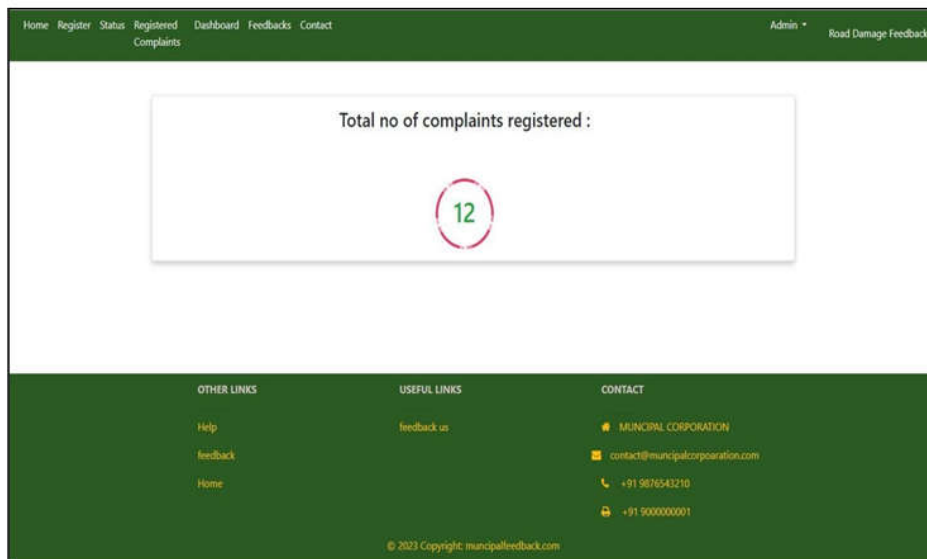 Home Register Status Registered Complaints Dashboard Feedbacks Contact Admin Road Damage Feedback
Total no of complaints registered :
12
OTHER LINKS
Help
feedback
Home
USEFUL LINKS
feedback us
CONTACT
MUNCIPAL CORPORATION
contact@muncipalcorpoaration.com
+91 9876543210
+91 9000000001
© 2023 Copyright: muncipalfeedback.com